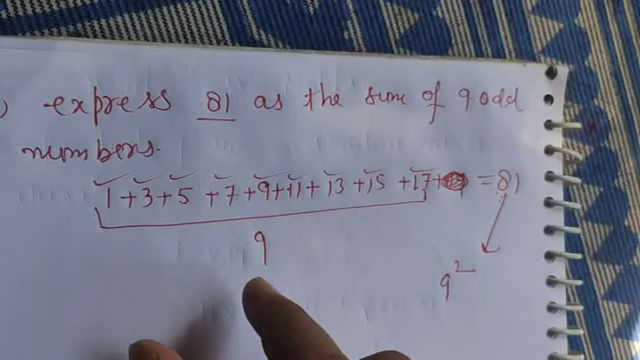 ) express 81 as the sum of 9 odd
numbers.
1+3+5+7+9+11+13+15+17+ =81
9
9²